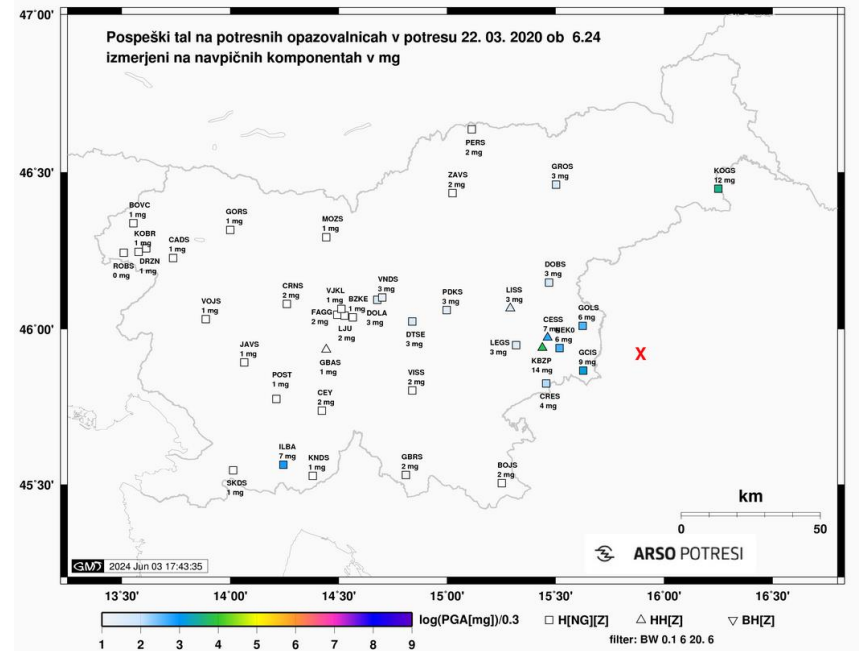 Pospeški tal na potresnih opazovalnicah v potresu 22. 03. 2020 ob 6.24
izmerjeni na navpičnih komponentah v mg
47˚00'
46˚30'
46˚00'
45˚30'
PERS
2 mg
ZAVS
2 mg
GROS
3 mg
KOGS
12 mg
BOVC
1 mg
KOBR
1 mg
ROBS
0 mg
DRZN
1 mg
CADS
1 mg
GORS
1 mg
MOZS
1 mg
VOJS
1 mg
CRNS
2 mg
VJKL
1 mg
FAGG
2 mg
LJU
2 mg
BZKE
1 mg
VNDS
3 mg
DOLA
3 mg
DTSE
3 mg
PDKS
3 mg
LISS
3 mg
DOBS
3 mg
GOLS
6 mg
CESS
7 mg
6 mg
LEGS
3 mg
KBZP
14 mg
GCIS
9 mg
CRES
4 mg
JAVS
1 mg
GBAS
1 mg
POST
1 mg
CEY
2 mg
VISS
2 mg
ILBA
7 mg
KNDS
1 mg
SKDS
1 mg
GBRS
2 mg
BOJS
2 mg
X
km
0 50
ARSO POTRESI
GMT 2024 Jun 03 17:43:35
13˚30' 14˚00' 14˚30' 15˚00' 15˚30' 16˚00' 16˚30'
log(PGA[mg])/0.3 H[NG][Z] HH[Z] BH[Z]
1 2 3 4 5 6 7 8 9
filter: BW 0.1 6 20. 6